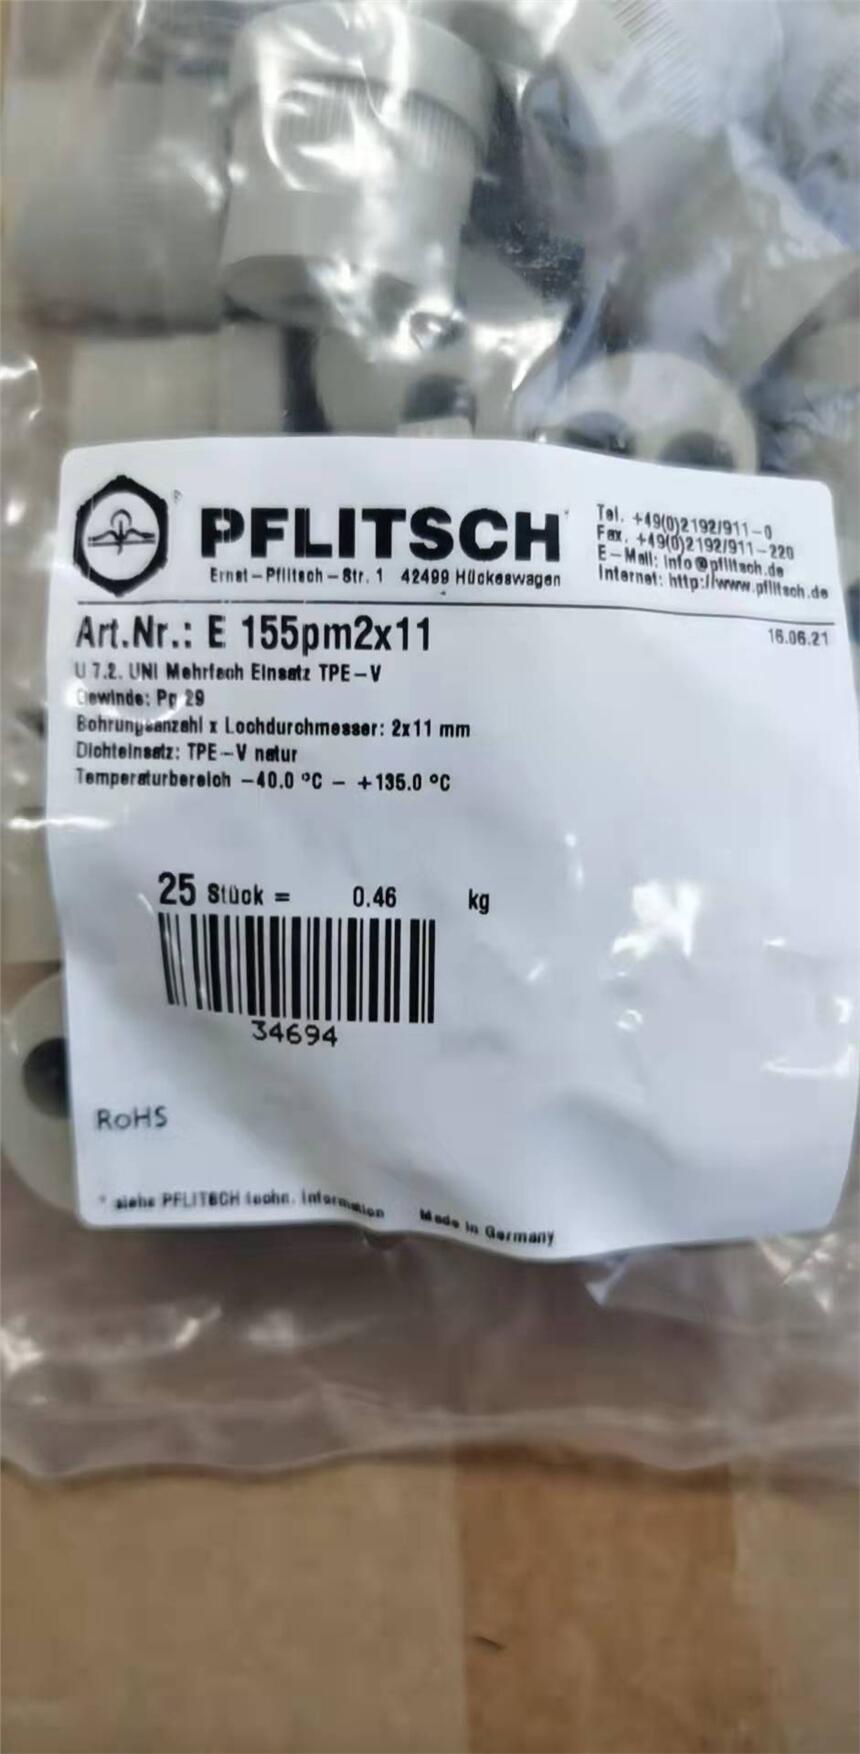 PFLITSCH
Ernst-Pflitsch-Str. 1 42499 Hückeswagen
Tel. +49(0)2192/911-0
Fax. +49(0)2192/911-220
E-Mail: info@pflitsch.de
Internet: http://www.pflitsch.de
Art.Nr.: E 155pm2x11
16.06.21
U 7.2. UNI Mehrfach Einsatz TPE-V
Gewinde: Pg 29
Bohrungsanzahl x Lochdurchmesser: 2x11 mm
Dichteinsatz: TPE-V natur
Temperaturbereich -40.0 °C - +135.0 °C
25 Stück = 0.46 kg
34694
RoHS
* siehe PFLITSCH techn. Information Made in Germany